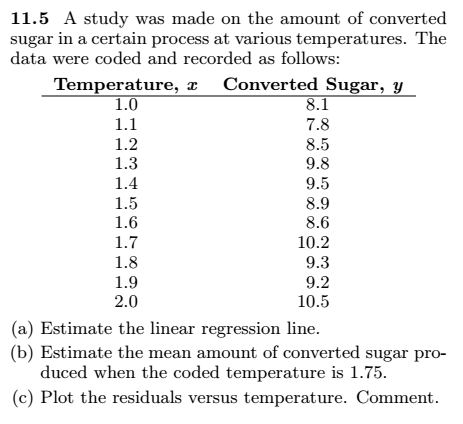 11.5 A study was made on the amount of converted
sugar in a certain process at various temperatures. The
data were coded and recorded as follows:
Temperature, x Converted Sugar, y
1.0 8.1
1.1 7.8
1.2 8.5
1.3 9.8
1.4 9.5
1.5 8.9
1.6 8.6
1.7 10.2
1.8 9.3
1.9 9.2
2.0 10.5
(a) Estimate the linear regression line.
(b) Estimate the mean amount of converted sugar pro-
duced when the coded temperature is 1.75.
(c) Plot the residuals versus temperature. Comment.